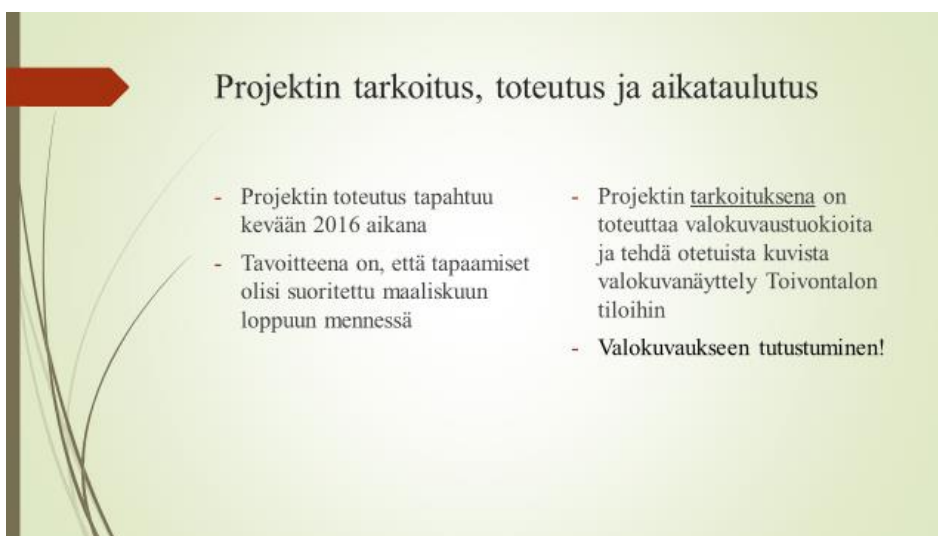 Projektin tarkoitus, toteutus ja aikataulutus
- Projektin toteutus tapahtuu
kevään 2016 aikana
- Tavoitteena on, että tapaamiset
olisi suoritettu maaliskuun
loppuun mennessä
- Projektin tarkoituksena on
toteuttaa valokuvaustuokioita
ja tehdä otetuista kuvista
valokuvanäyttely Toivontalon
tiloihin
- Valokuvaukseen tutustuminen!